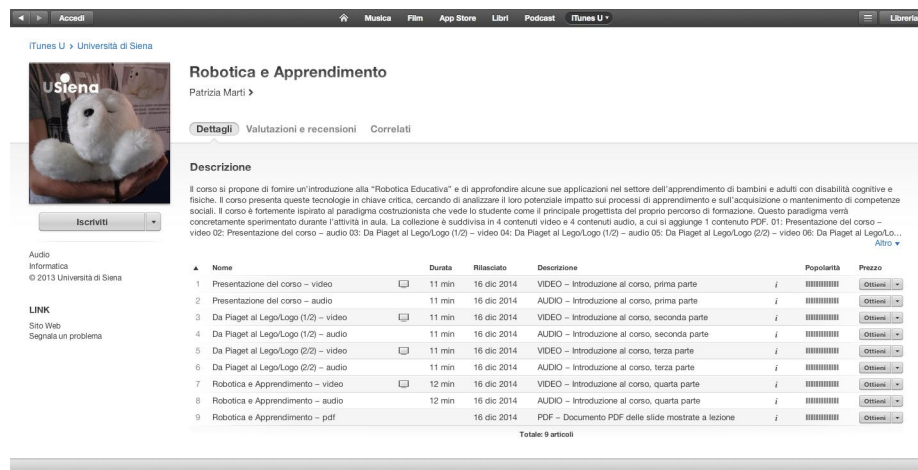 Accedi Musica Film App Store Libri Podcast iTunes U Libreria
iTunes U > Università di Siena
usiena
Robotica e Apprendimento
Patrizia Marti >
Dettagli Valutazioni e recensioni Correlati
Descrizione
Il corso si propone di fornire un'introduzione alla "Robotica Educativa" e di approfondire alcune sue applicazioni nel settore dell'apprendimento di bambini e adulti con disabilità cognitive e
fisiche. Il corso presenta queste tecnologie in chiave critica, cercando di analizzare il loro potenziale impatto sui processi di apprendimento e sull'acquisizione o mantenimento di competenze
sociali. Il corso è fortemente ispirato al paradigma costruzionista che vede lo studente come il principale progettista del proprio percorso di formazione. Questo paradigma verrà
concretamente sperimentato durante l'attività in aula. La collezione è suddivisa in 4 contenuti video e 4 contenuti audio, a cui si aggiunge 1 contenuto PDF. 01: Presentazione del corso –
video 02: Presentazione del corso – audio 03: Da Piaget al Lego/Logo (1/2) – video 04: Da Piaget al Lego/Logo (1/2) – audio 05: Da Piaget al Lego/Logo (2/2) – video 06: Da Piaget al Lego/Lo...
Altro
Iscriviti
Audio
Informatica
© 2013 Università di Siena
LINK
Sito Web
Segnala un problema
Nome Durata Rilasciato Descrizione Popolarità Prezzo
1 Presentazione del corso – video 11 min 16 dic 2014 VIDEO – Introduzione al corso, prima parte i Ottieni
2 Presentazione del corso – audio 11 min 16 dic 2014 AUDIO – Introduzione al corso, prima parte i Ottieni
3 Da Piaget al Lego/Logo (1/2) – video 11 min 16 dic 2014 VIDEO – Introduzione al corso, seconda parte i Ottieni
4 Da Piaget al Lego/Logo (1/2) – audio 11 min 16 dic 2014 AUDIO – Introduzione al corso, seconda parte i Ottieni
5 Da Piaget al Lego/Logo (2/2) – video 11 min 16 dic 2014 VIDEO – Introduzione al corso, terza parte i Ottieni
6 Da Piaget al Lego/Logo (2/2) – audio 11 min 16 dic 2014 AUDIO – Introduzione al corso, terza parte i Ottieni
7 Robotica e Apprendimento – video 12 min 16 dic 2014 VIDEO – Introduzione al corso, quarta parte i Ottieni
8 Robotica e Apprendimento – audio 12 min 16 dic 2014 AUDIO – Introduzione al corso, quarta parte i Ottieni
9 Robotica e Apprendimento – pdf 16 dic 2014 PDF – Documento PDF delle slide mostrate a lezione i Ottieni
Totale: 9 articoli